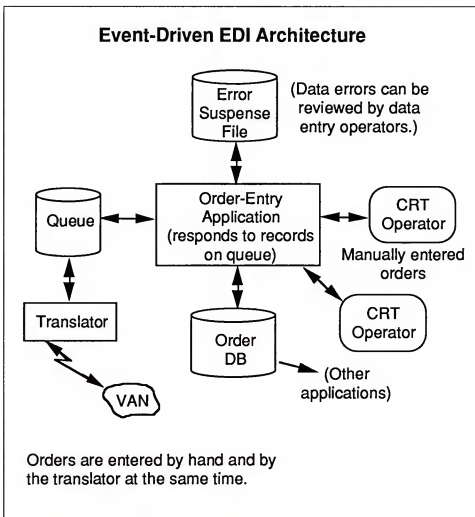 Event-Driven EDI Architecture
Error
Suspense
File
(Data errors can be
reviewed by data
entry operators.)
Queue
Order-Entry
Application
(responds to records
on queue)
CRT
Operator
Manually entered
orders
Translator
Order
DB
CRT
Operator
(Other
applications)
VAN
Orders are entered by hand and by
the translator at the same time.